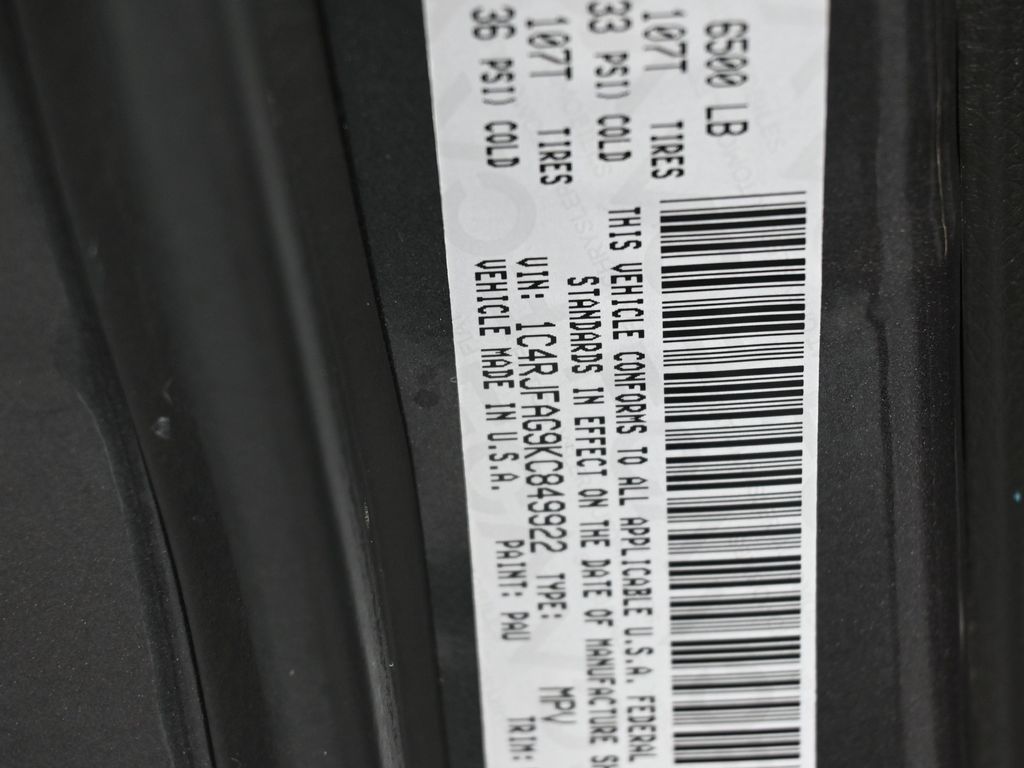 6500 LB
107T TIRES
33 PSI) COLD
107T TIRES
36 PSI) COLD
THIS VEHICLE CONFORMS TO ALL APPLICABLE U.S.A. FEDERAL
STANDARDS IN EFFECT ON THE DATE OF MANUFACTURE SH
VIN: 1C4RJFAG9KC849922 TYPE: MPV
VEHICLE MADE IN U.S.A. PAINT: PAU TRIM: